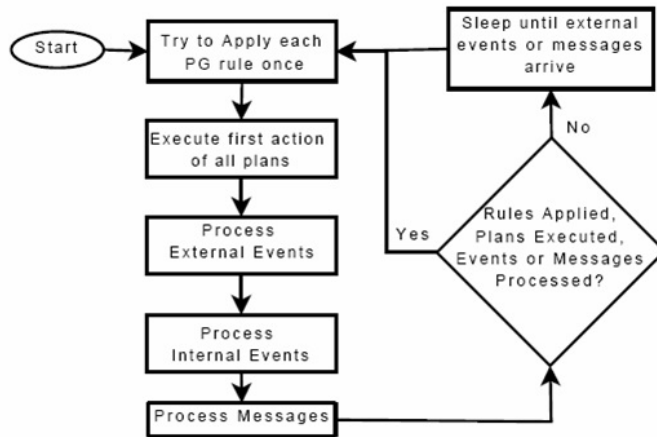 Start
Try to Apply each
PG rule once
Execute first action
of all plans
Process
External Events
Process
Internal Events
Process Messages
Sleep until external
events or messages
arrive
No
Yes
Rules Applied,
Plans Executed,
Events or Messages
Processed?